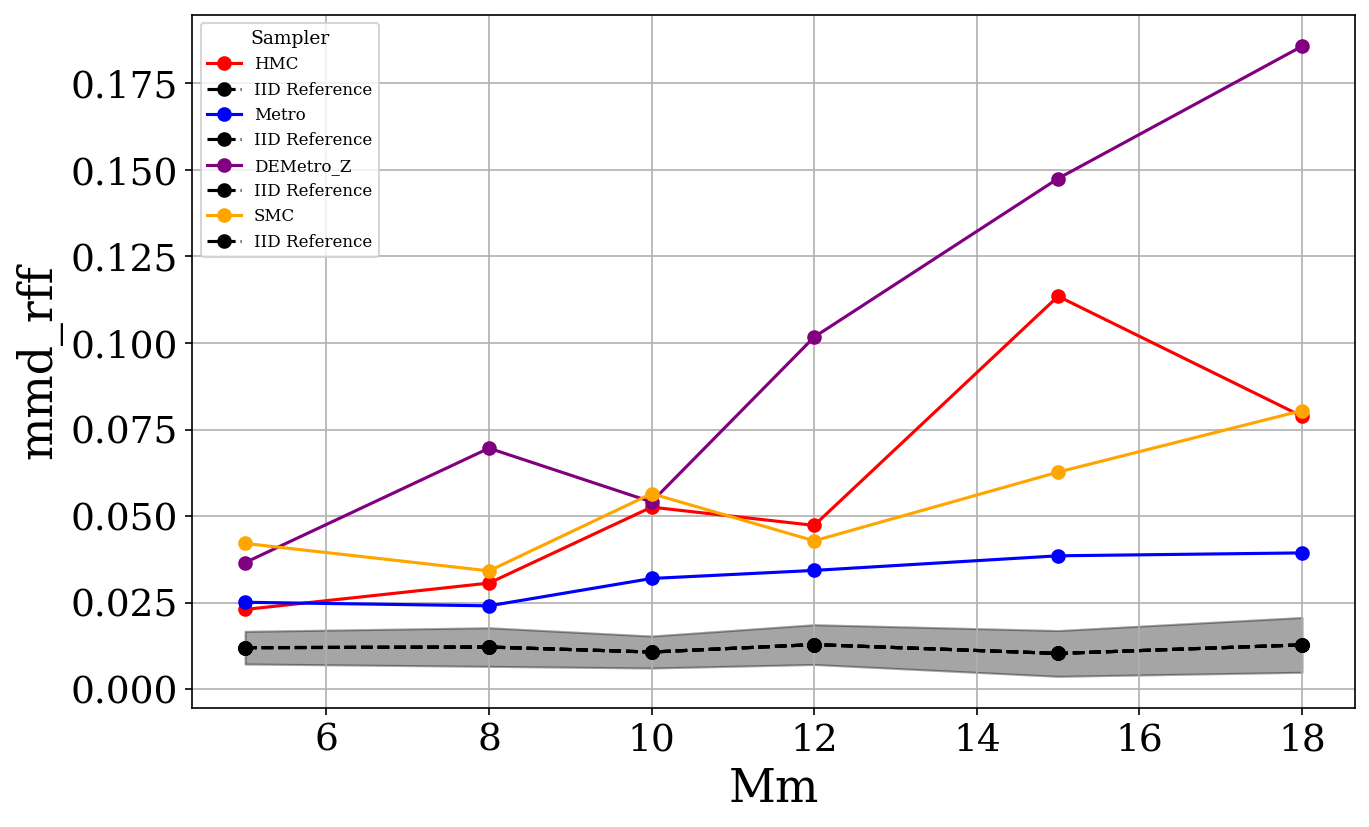 Sampler
HMC
IID Reference
Metro
IID Reference
DEMetro_Z
IID Reference
SMC
IID Reference
mmd_rff
0.175
0.150
0.125
0.100
0.075
0.050
0.025
0.000
6 8 10 12 14 16 18
Mm